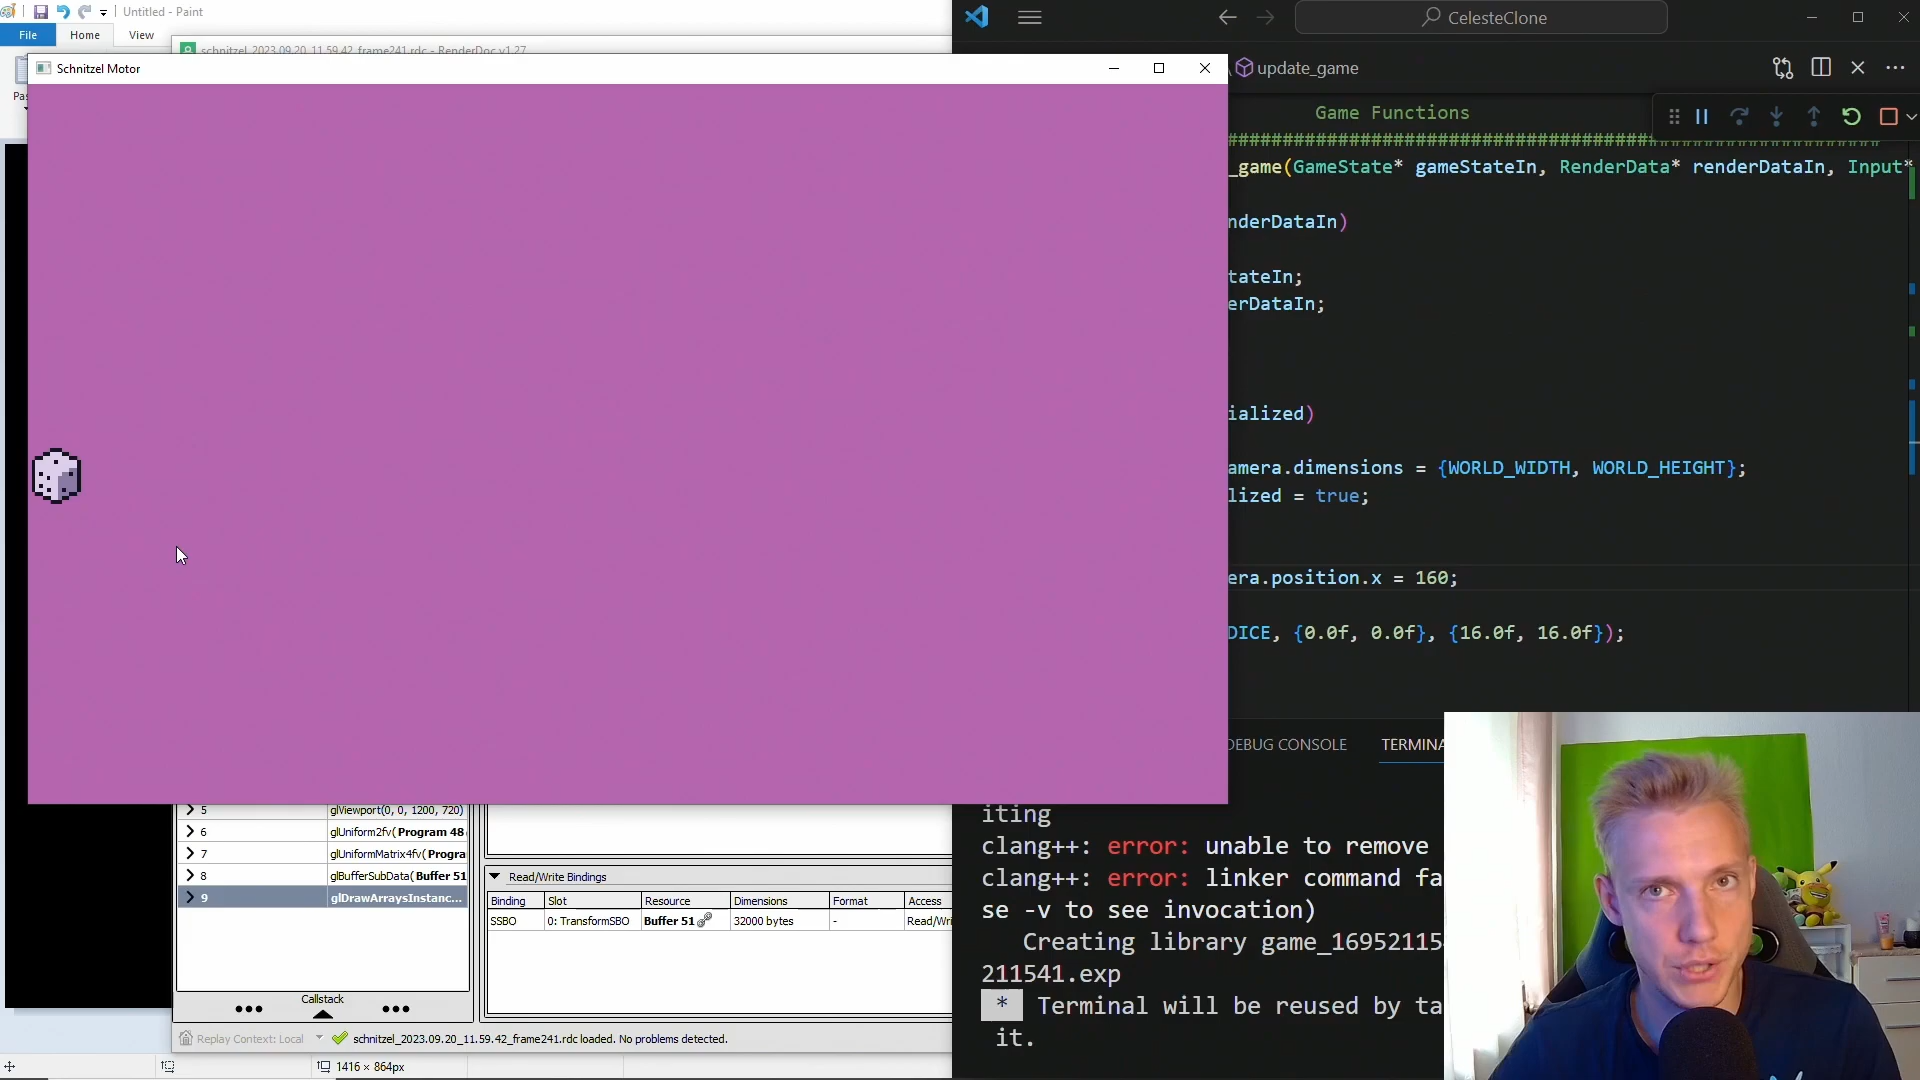 Untitled - Paint
File
Home
View
schnitzel_2023.09.20_11.59.42_frame241.rdc - RenderDoc v1.27
Schnitzel Motor
CelesteClone
update_game
Game Functions
_game(GameState* gameStateIn, RenderData* renderDataIn, Input*
nderDataIn)
tateIn;
erDataIn;
ialized)
amera.dimensions = {WORLD_WIDTH, WORLD_HEIGHT};
lized = true;
era.position.x = 160;
DICE, {0.0f, 0.0f}, {16.0f, 16.0f});
DEBUG CONSOLE
TERMINA
iting
clang++: error: unable to remove
clang++: error: linker command fa
se -v to see invocation)
Creating library game_16952115
211541.exp
* Terminal will be reused by ta
it.
5 glViewport(0, 0, 1200, 720)
6 glUniform2fv(Program 48
7 glUniformMatrix4fv(Progra
8 glBufferSubData(Buffer 51
9 glDrawArraysInstanc...
Callstack
Read/Write Bindings
Binding Slot Resource Dimensions Format Access
SSBO 0: TransformSBO Buffer 51 32000 bytes - Read/Wri
Replay Context: Local
schnitzel_2023.09.20_11.59.42_frame241.rdc loaded. No problems detected.
1416 × 864px